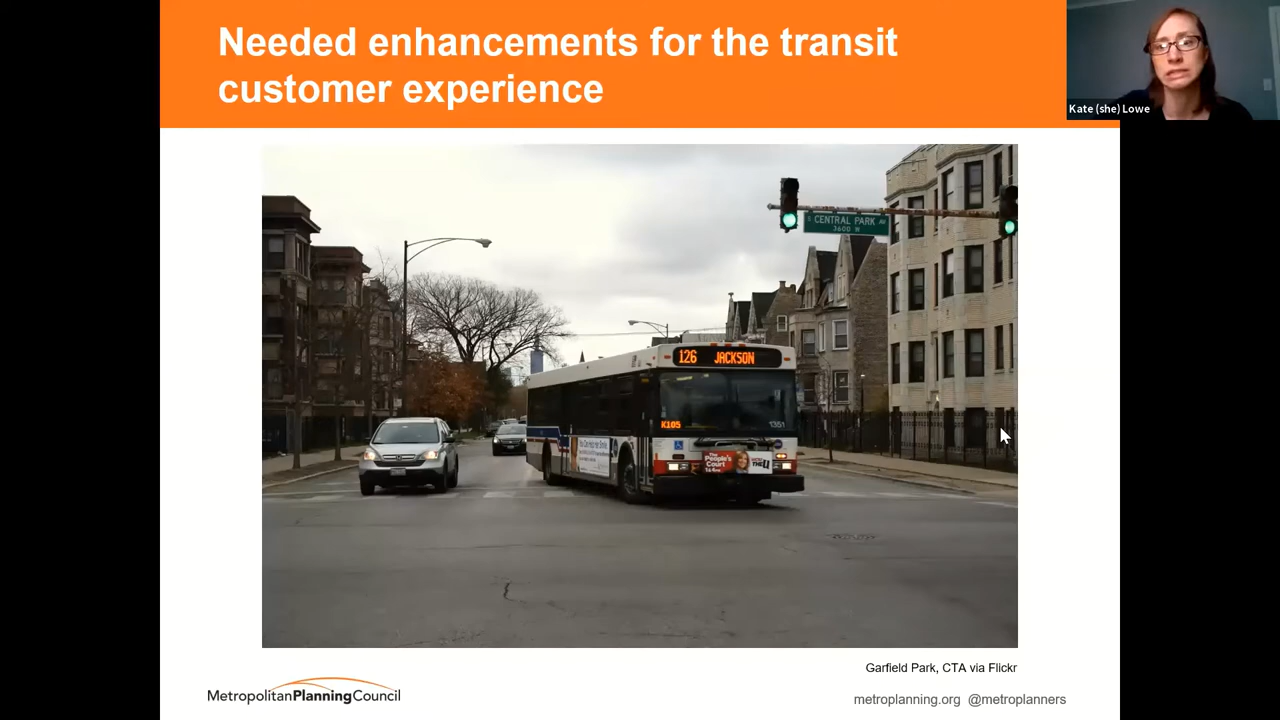 Needed enhancements for the transit
customer experience
Kate (she) Lowe
CENTRAL PARK AV
3600 W
126 JACKSON
K105
1351
The
People's
Court
THE U
Garfield Park, CTA via Flickr
MetropolitanPlanningCouncil
metroplanning.org @metroplanners